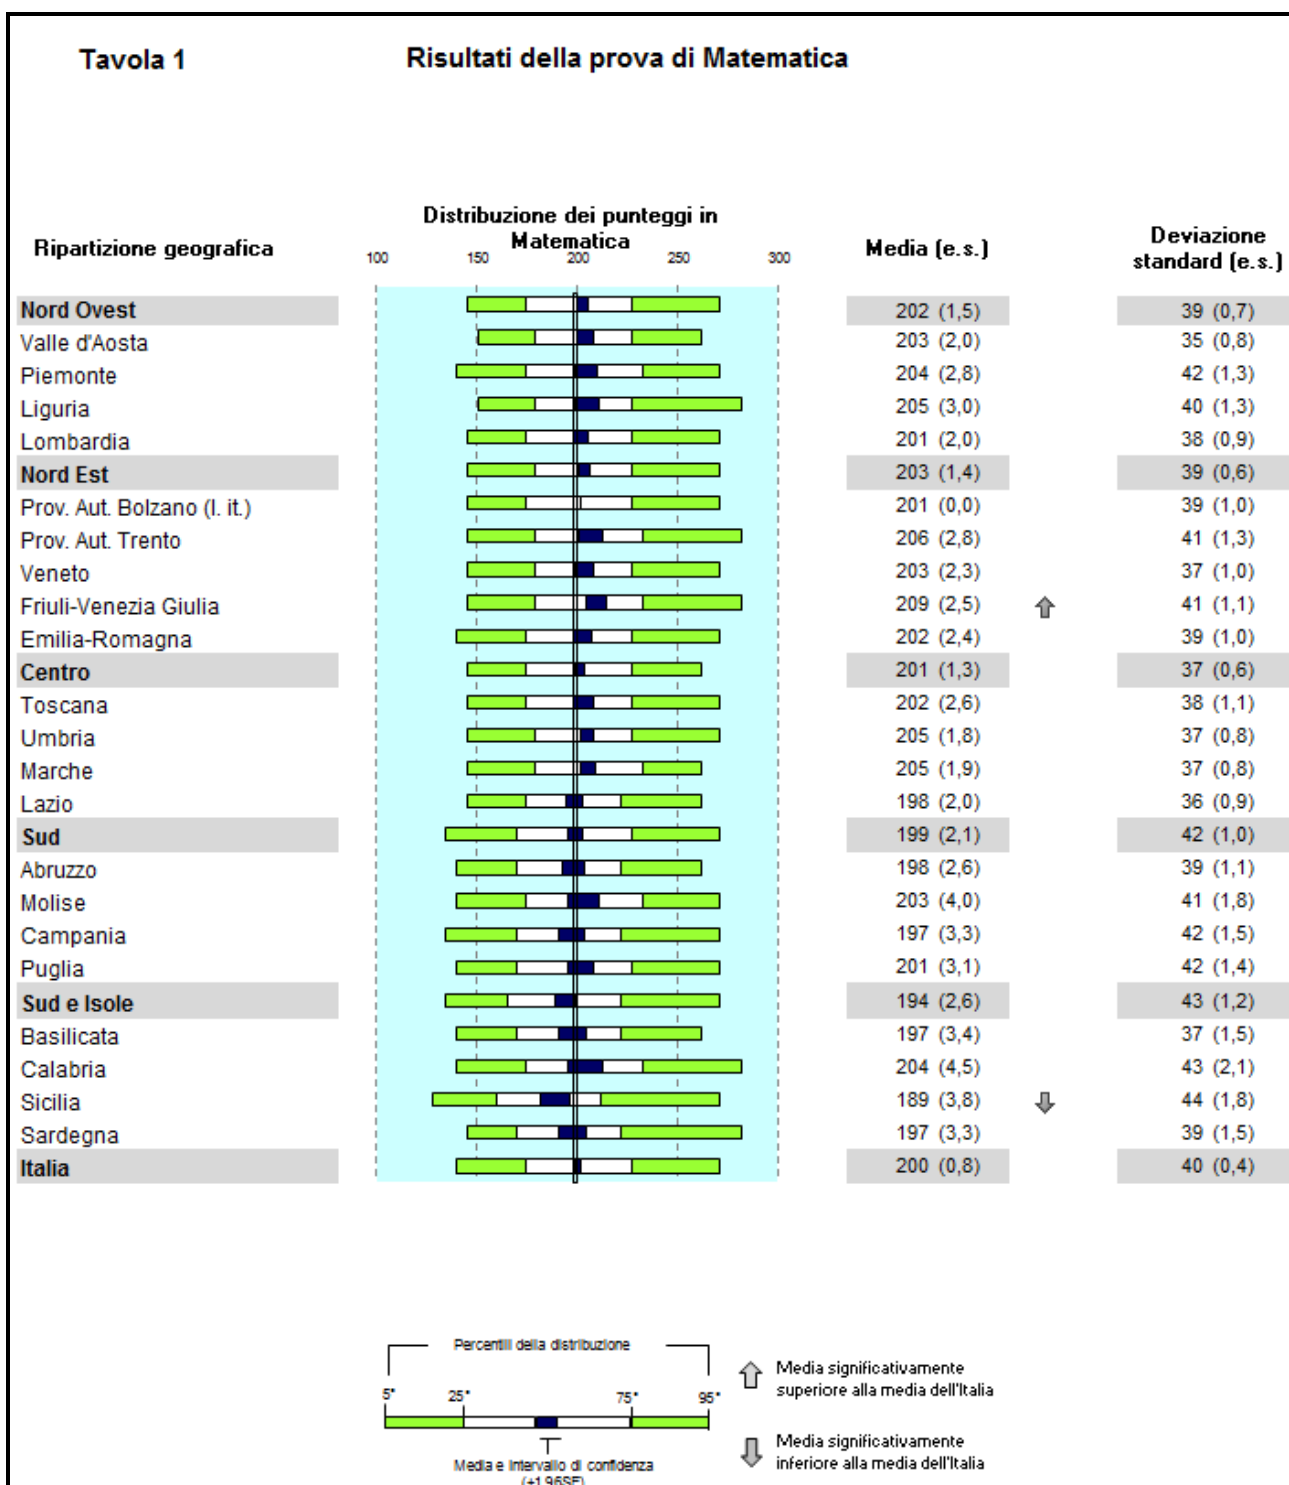 Tavola 1 Risultati della prova di Matematica
Distribuzione dei punteggi in
Matematica
Ripartizione geografica
100 150 200 250 300
Media (e.s.)
Deviazione
standard (e.s.)
Nord Ovest 202 (1,5) 39 (0,7)
Valle d'Aosta 203 (2,0) 35 (0,8)
Piemonte 204 (2,8) 42 (1,3)
Liguria 205 (3,0) 40 (1,3)
Lombardia 201 (2,0) 38 (0,9)
Nord Est 203 (1,4) 39 (0,6)
Prov. Aut. Bolzano (l. it.) 201 (0,0) 39 (1,0)
Prov. Aut. Trento 206 (2,8) 41 (1,3)
Veneto 203 (2,3) 37 (1,0)
Friuli-Venezia Giulia 209 (2,5) 41 (1,1)
Emilia-Romagna 202 (2,4) 39 (1,0)
Centro 201 (1,3) 37 (0,6)
Toscana 202 (2,6) 38 (1,1)
Umbria 205 (1,8) 37 (0,8)
Marche 205 (1,9) 37 (0,8)
Lazio 198 (2,0) 36 (0,9)
Sud 199 (2,1) 42 (1,0)
Abruzzo 198 (2,6) 39 (1,1)
Molise 203 (4,0) 41 (1,8)
Campania 197 (3,3) 42 (1,5)
Puglia 201 (3,1) 42 (1,4)
Sud e Isole 194 (2,6) 43 (1,2)
Basilicata 197 (3,4) 37 (1,5)
Calabria 204 (4,5) 43 (2,1)
Sicilia 189 (3,8) 44 (1,8)
Sardegna 197 (3,3) 39 (1,5)
Italia 200 (0,8) 40 (0,4)
Percentili della distribuzione
5° 25° 75° 95°
Media e intervallo di confidenza
(±1.96SE)
Media significativamente
superiore alla media dell'Italia
Media significativamente
inferiore alla media dell'Italia